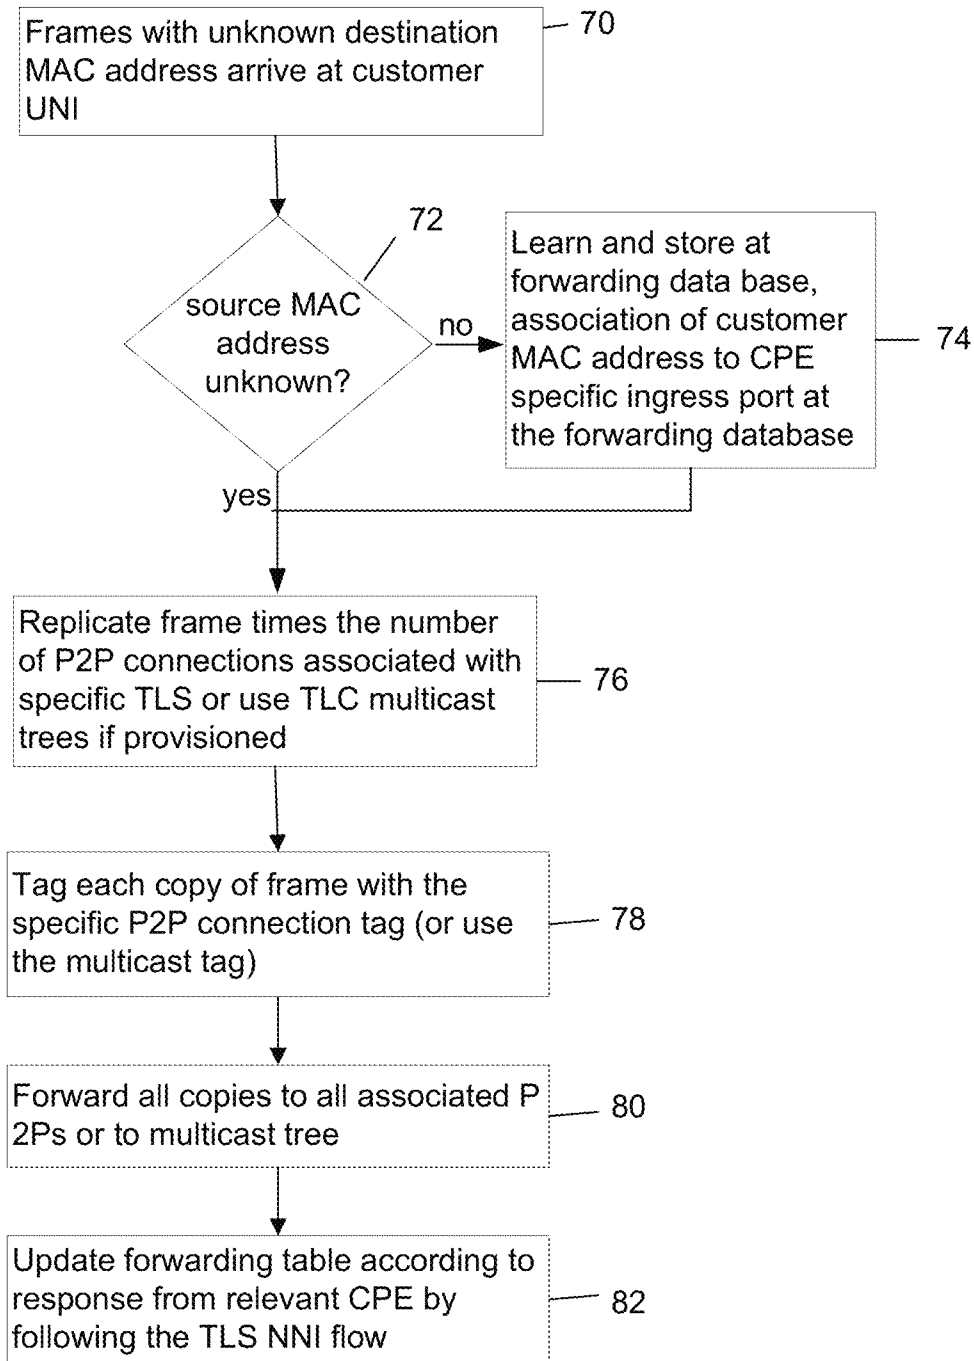 Frames with unknown destination
MAC address arrive at customer
UNI
70
72
source MAC
address
unknown?
no
Learn and store at
forwarding data base,
association of customer
MAC address to CPE
specific ingress port at
the forwarding database
74
yes
Replicate frame times the number
of P2P connections associated with
specific TLS or use TLC multicast
trees if provisioned
76
Tag each copy of frame with the
specific P2P connection tag (or use
the multicast tag)
78
Forward all copies to all associated P
2Ps or to multicast tree
80
Update forwarding table according to
response from relevant CPE by
following the TLS NNI flow
82